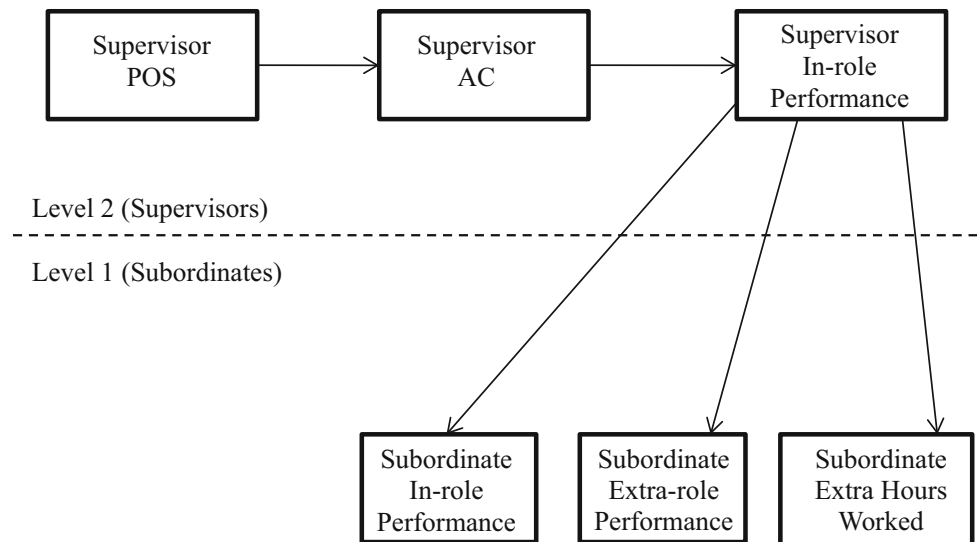 Supervisor
POS
Supervisor
AC
Supervisor
In-role
Performance
Level 2 (Supervisors)
Level 1 (Subordinates)
Subordinate
In-role
Performance
Subordinate
Extra-role
Performance
Subordinate
Extra Hours
Worked